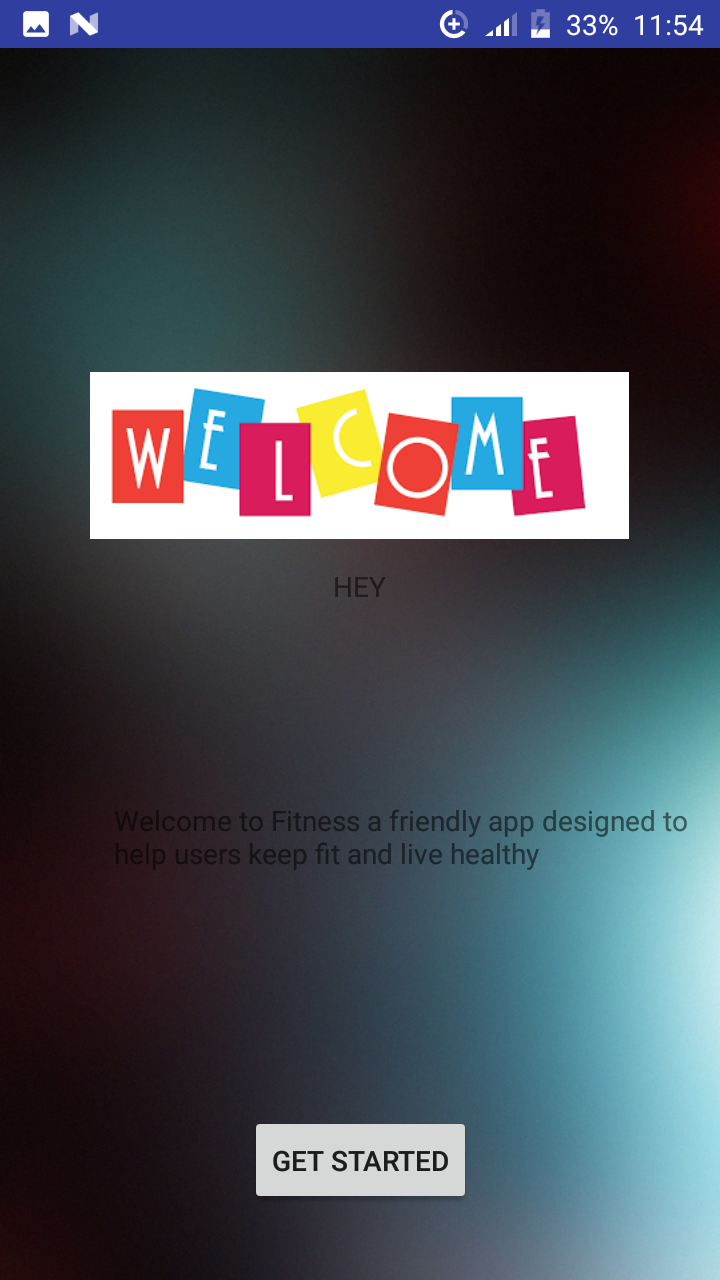 33% 11:54
WELCOME
HEY
Welcome to Fitness a friendly app designed to
help users keep fit and live healthy
GET STARTED